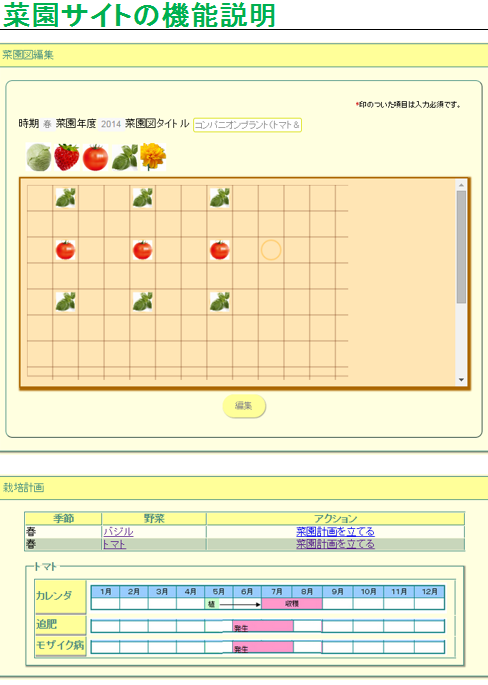 菜園サイトの機能説明
菜園図編集
*印のついた項目は入力必須です。
時期 春 菜園年度 2014 菜園図タイトル コンパニオンプラント(トマト&
編集
栽培計画
季節 野菜 アクション
春 バジル 菜園計画を立てる
春 トマト 菜園計画を立てる
トマト
カレンダ 1月 2月 3月 4月 5月 6月 7月 8月 9月 10月 11月 12月
植 収穫
追肥 発生
モザイク病 発生